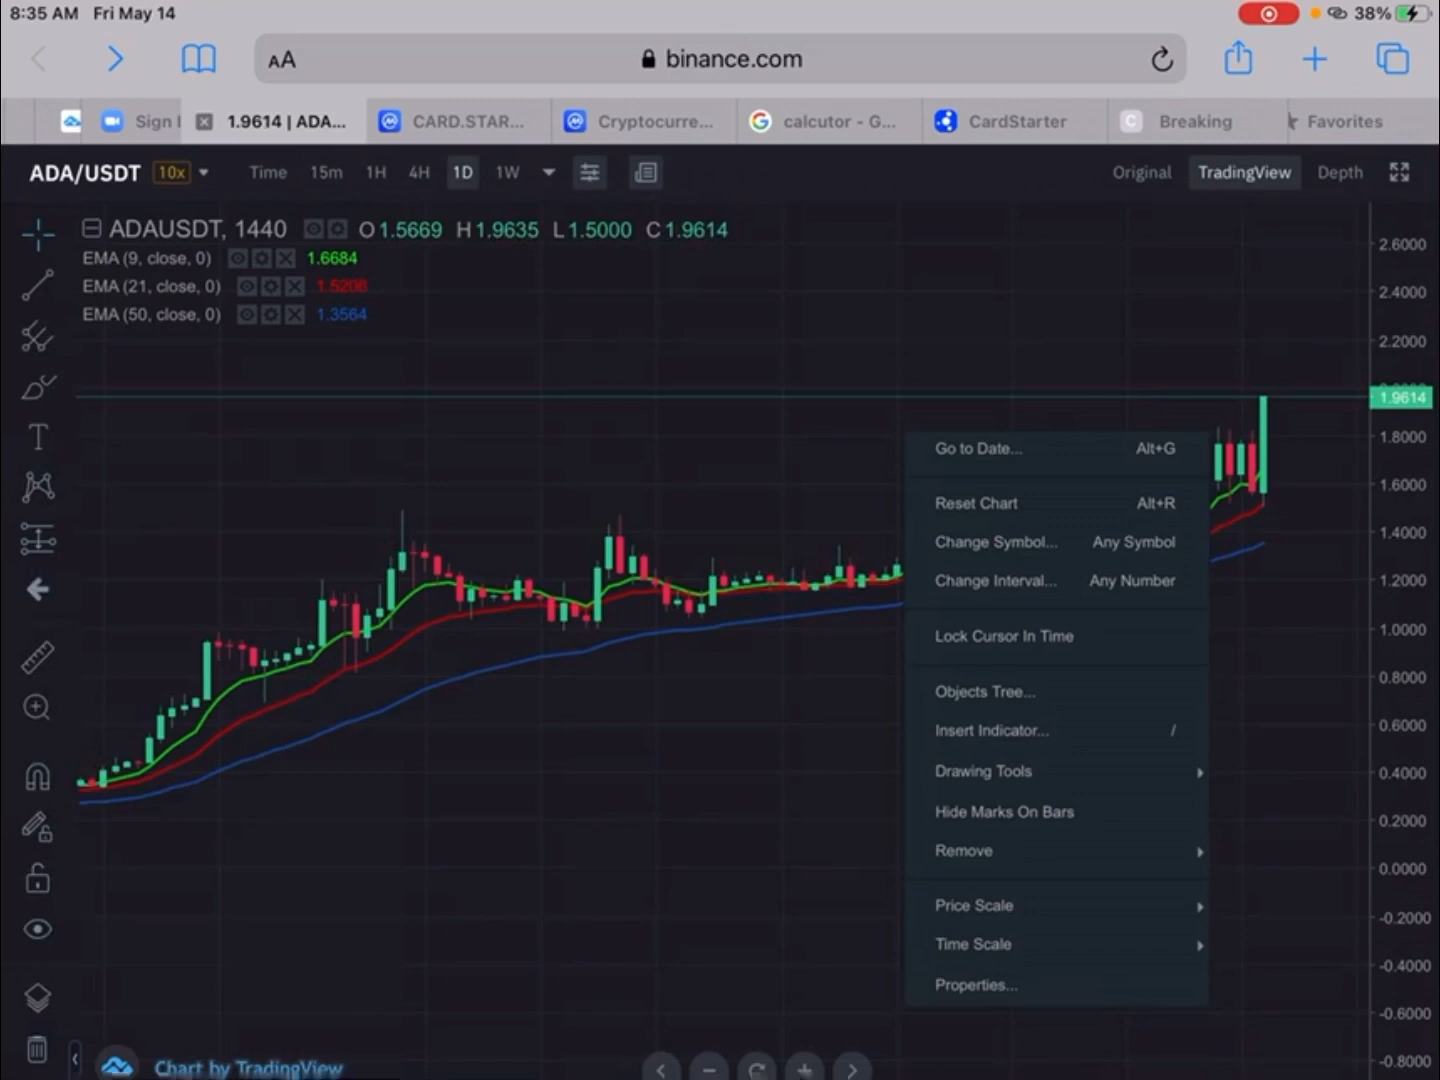 8:35 AM Fri May 14
38%
AA binance.com
Sign I 1.9614 | ADA... CARD.STAR... Cryptocurre... calcutor - G... CardStarter C Breaking Favorites
ADA/USDT 10x Time 15m 1H 4H 1D 1W Original TradingView Depth
ADAUSDT, 1440 O 1.5669 H 1.9635 L 1.5000 C 1.9614
EMA (9, close, 0) 1.6684
EMA (21, close, 0) 1.5206
EMA (50, close, 0) 1.3564
2.6000
2.4000
2.2000
1.9614
1.8000
1.6000
1.4000
1.2000
1.0000
0.8000
0.6000
0.4000
0.2000
0.0000
-0.2000
-0.4000
-0.6000
-0.8000
Go to Date... Alt+G
Reset Chart Alt+R
Change Symbol... Any Symbol
Change Interval... Any Number
Lock Cursor In Time
Objects Tree...
Insert Indicator... /
Drawing Tools
Hide Marks On Bars
Remove
Price Scale
Time Scale
Properties...
Chart by TradingView